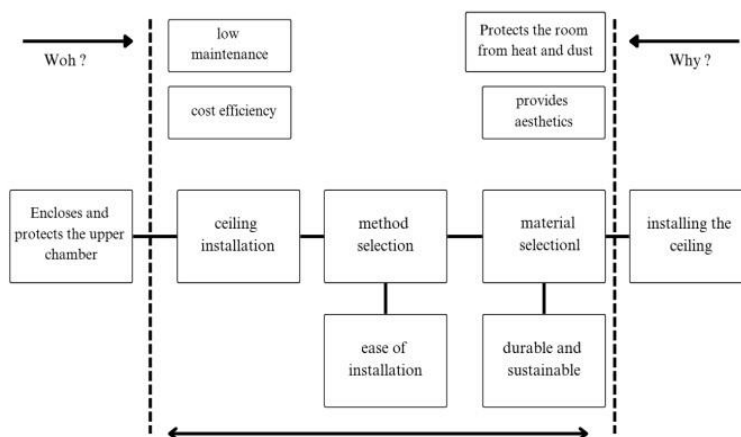 Woh ?
low
maintenance
cost efficiency
Protects the room
from heat and dust
provides
aesthetics
Why ?
Encloses and
protects the upper
chamber
ceiling
installation
method
selection
material
selectionl
installing the
ceiling
ease of
installation
durable and
sustainable